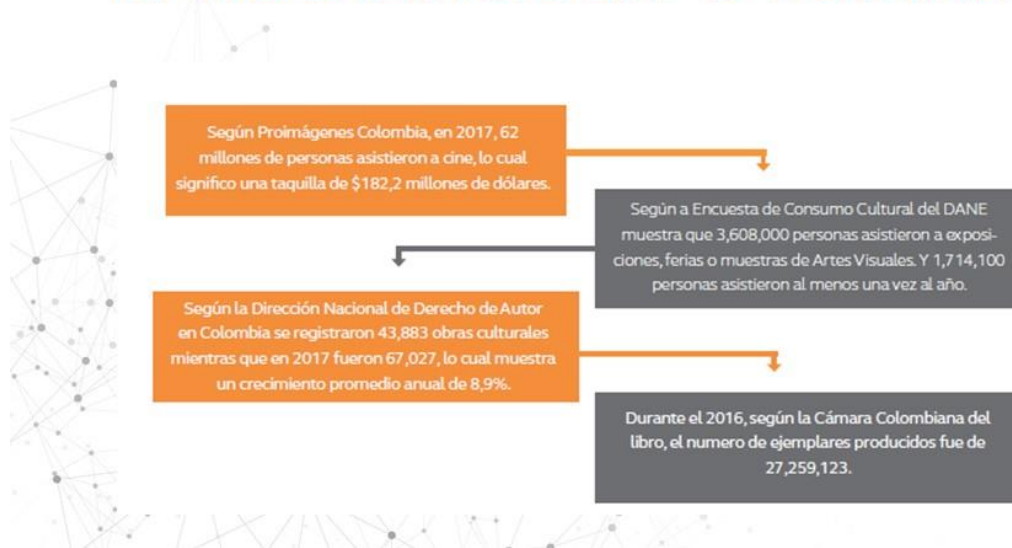 Según Proimágenes Colombia, en 2017, 62
millones de personas asistieron a cine, lo cual
significo una taquilla de $182,2 millones de dólares.
Según a Encuesta de Consumo Cultural del DANE
muestra que 3,608,000 personas asistieron a exposi-
ciones, ferias o muestras de Artes Visuales. Y 1,714,100
personas asistieron al menos una vez al año.
Según la Dirección Nacional de Derecho de Autor
en Colombia se registraron 43,883 obras culturales
mientras que en 2017 fueron 67,027, lo cual muestra
un crecimiento promedio anual de 8,9%.
Durante el 2016, según la Cámara Colombiana del
libro, el numero de ejemplares producidos fue de
27,259,123.